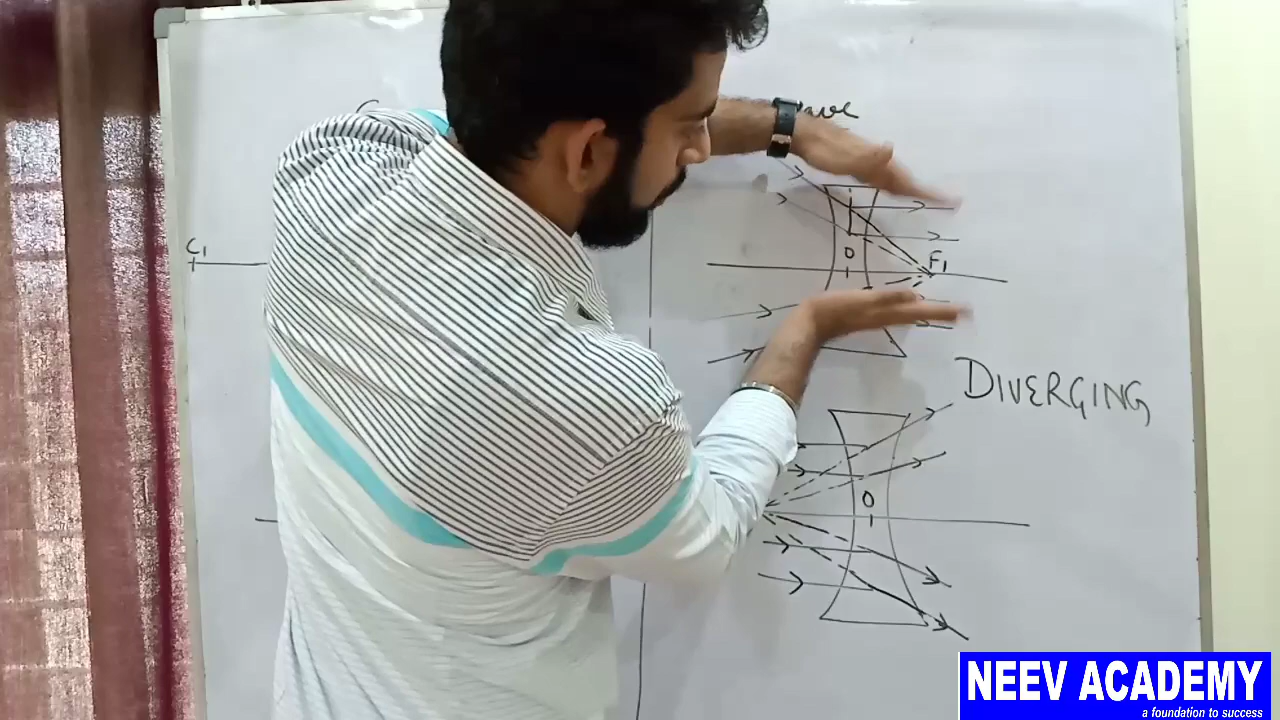 C1
O
F1
DIVERGING
O
NEEV ACADEMY
a foundation to success